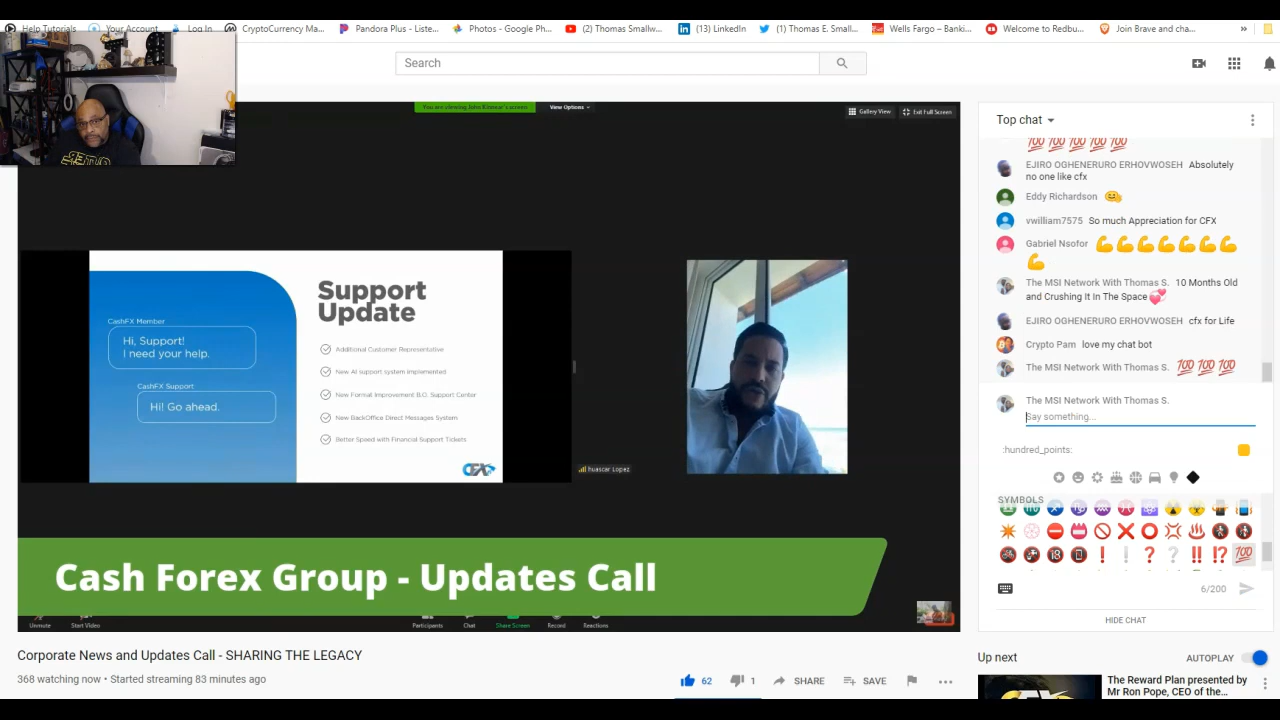 Help Tutorials
Your Account
Log In
CryptoCurrency Ma...
Pandora Plus - Liste...
Photos - Google Ph...
(2) Thomas Smallw...
(13) LinkedIn
(1) Thomas E. Small...
Wells Fargo – Banki...
Welcome to Redbu...
Join Brave and cha...
»
Search
You are viewing John Kilonear's screen
View Options
Gallery View
Exit Full Screen
CashFX Member
Hi, Support!
I need your help.
CashFX Support
Hi! Go ahead.
Support
Update
Additional Customer Representative
New AI support system implemented
New Formal Improvement B.O. Support Center
New BackOffice Direct Messages System
Better Speed with Financial Support Tickets
CFX
huascar Lopez
Cash Forex Group - Updates Call
Unmute
Start Video
Participants
Chat
Share Screen
Record
Reactions
Corporate News and Updates Call - SHARING THE LEGACY
368 watching now • Started streaming 83 minutes ago
62
1
SHARE
SAVE
Top chat
EJIRO OGHENERURO ERHOVWOSEH Absolutely
no one like cfx
Eddy Richardson
vwilliam7575 So much Appreciation for CFX
Gabriel Nsofor
The MSI Network With Thomas S. 10 Months Old
and Crushing It In The Space
EJIRO OGHENERURO ERHOVWOSEH cfx for Life
Crypto Pam love my chat bot
The MSI Network With Thomas S.
The MSI Network With Thomas S.
Say something...
:hundred_points:
SYMBOLS
6/200
HIDE CHAT
Up next
AUTOPLAY
The Reward Plan presented by
Mr Ron Pope, CEO of the...